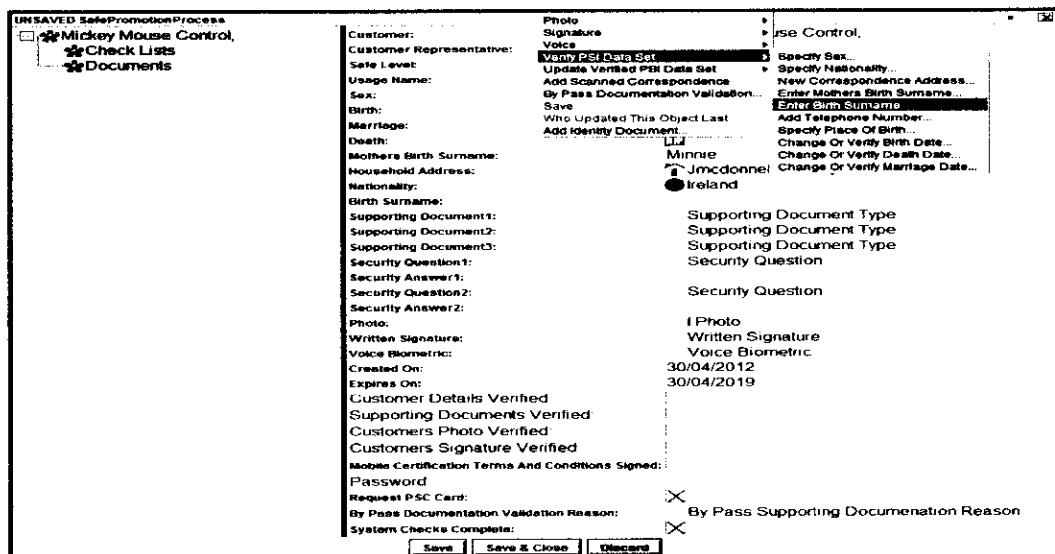 UNSAVED SafePromotionProcess
Mickey Mouse Control,
Check Lists
Documents
Photo
Signature
Voice
Verify PSI Data Set
Update Verified PBI Data Set
Add Scanned Correspondence
By Pass Documentation Validation...
Save
Who Updated This Object Last
Add Identity Document...
Specify Sex...
Specify Nationality...
New Correspondence Address...
Enter Mothers Birth Surname...
Enter Birth Surname
Add Telephone Number...
Specify Place Of Birth...
Change Or Verify Birth Date...
Change Or Verify Death Date...
Change Or Verify Marriage Date...
Customer: use Control,
Customer Representative:
Safe Level:
Usage Name:
Sex:
Birth:
Marriage:
Death:
Mothers Birth Surname: Minnie
Household Address: Jmcdonnel
Nationality: Ireland
Birth Surname:
Supporting Document1: Supporting Document Type
Supporting Document2: Supporting Document Type
Supporting Document3: Supporting Document Type
Security Question1: Security Question
Security Answer1:
Security Question2: Security Question
Security Answer2:
Photo: I Photo
Written Signature: Written Signature
Voice Biometric: Voice Biometric
Created On: 30/04/2012
Expires On: 30/04/2019
Customer Details Verified
Supporting Documents Verified
Customers Photo Verified
Customers Signature Verified
Mobile Certification Terms And Conditions Signed:
Password
Request PSC Card:
By Pass Documentation Validation Reason: By Pass Supporting Documenation Reason
System Checks Complete:
Save Save & Close Discard